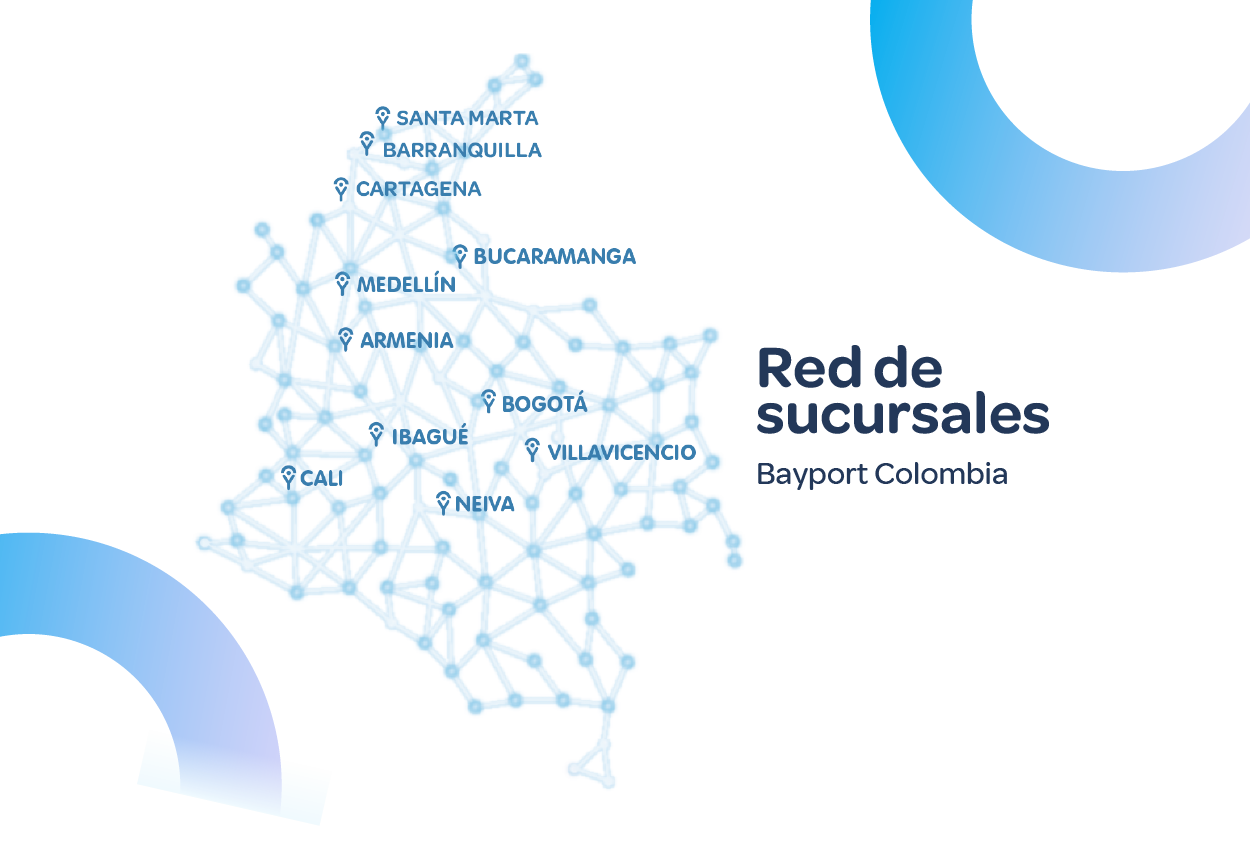 SANTA MARTA
BARRANQUILLA
CARTAGENA
BUCARAMANGA
MEDELLÍN
ARMENIA
BOGOTÁ
IBAGUÉ
VILLAVICENCIO
CALI
NEIVA
Red de
sucursales
Bayport Colombia